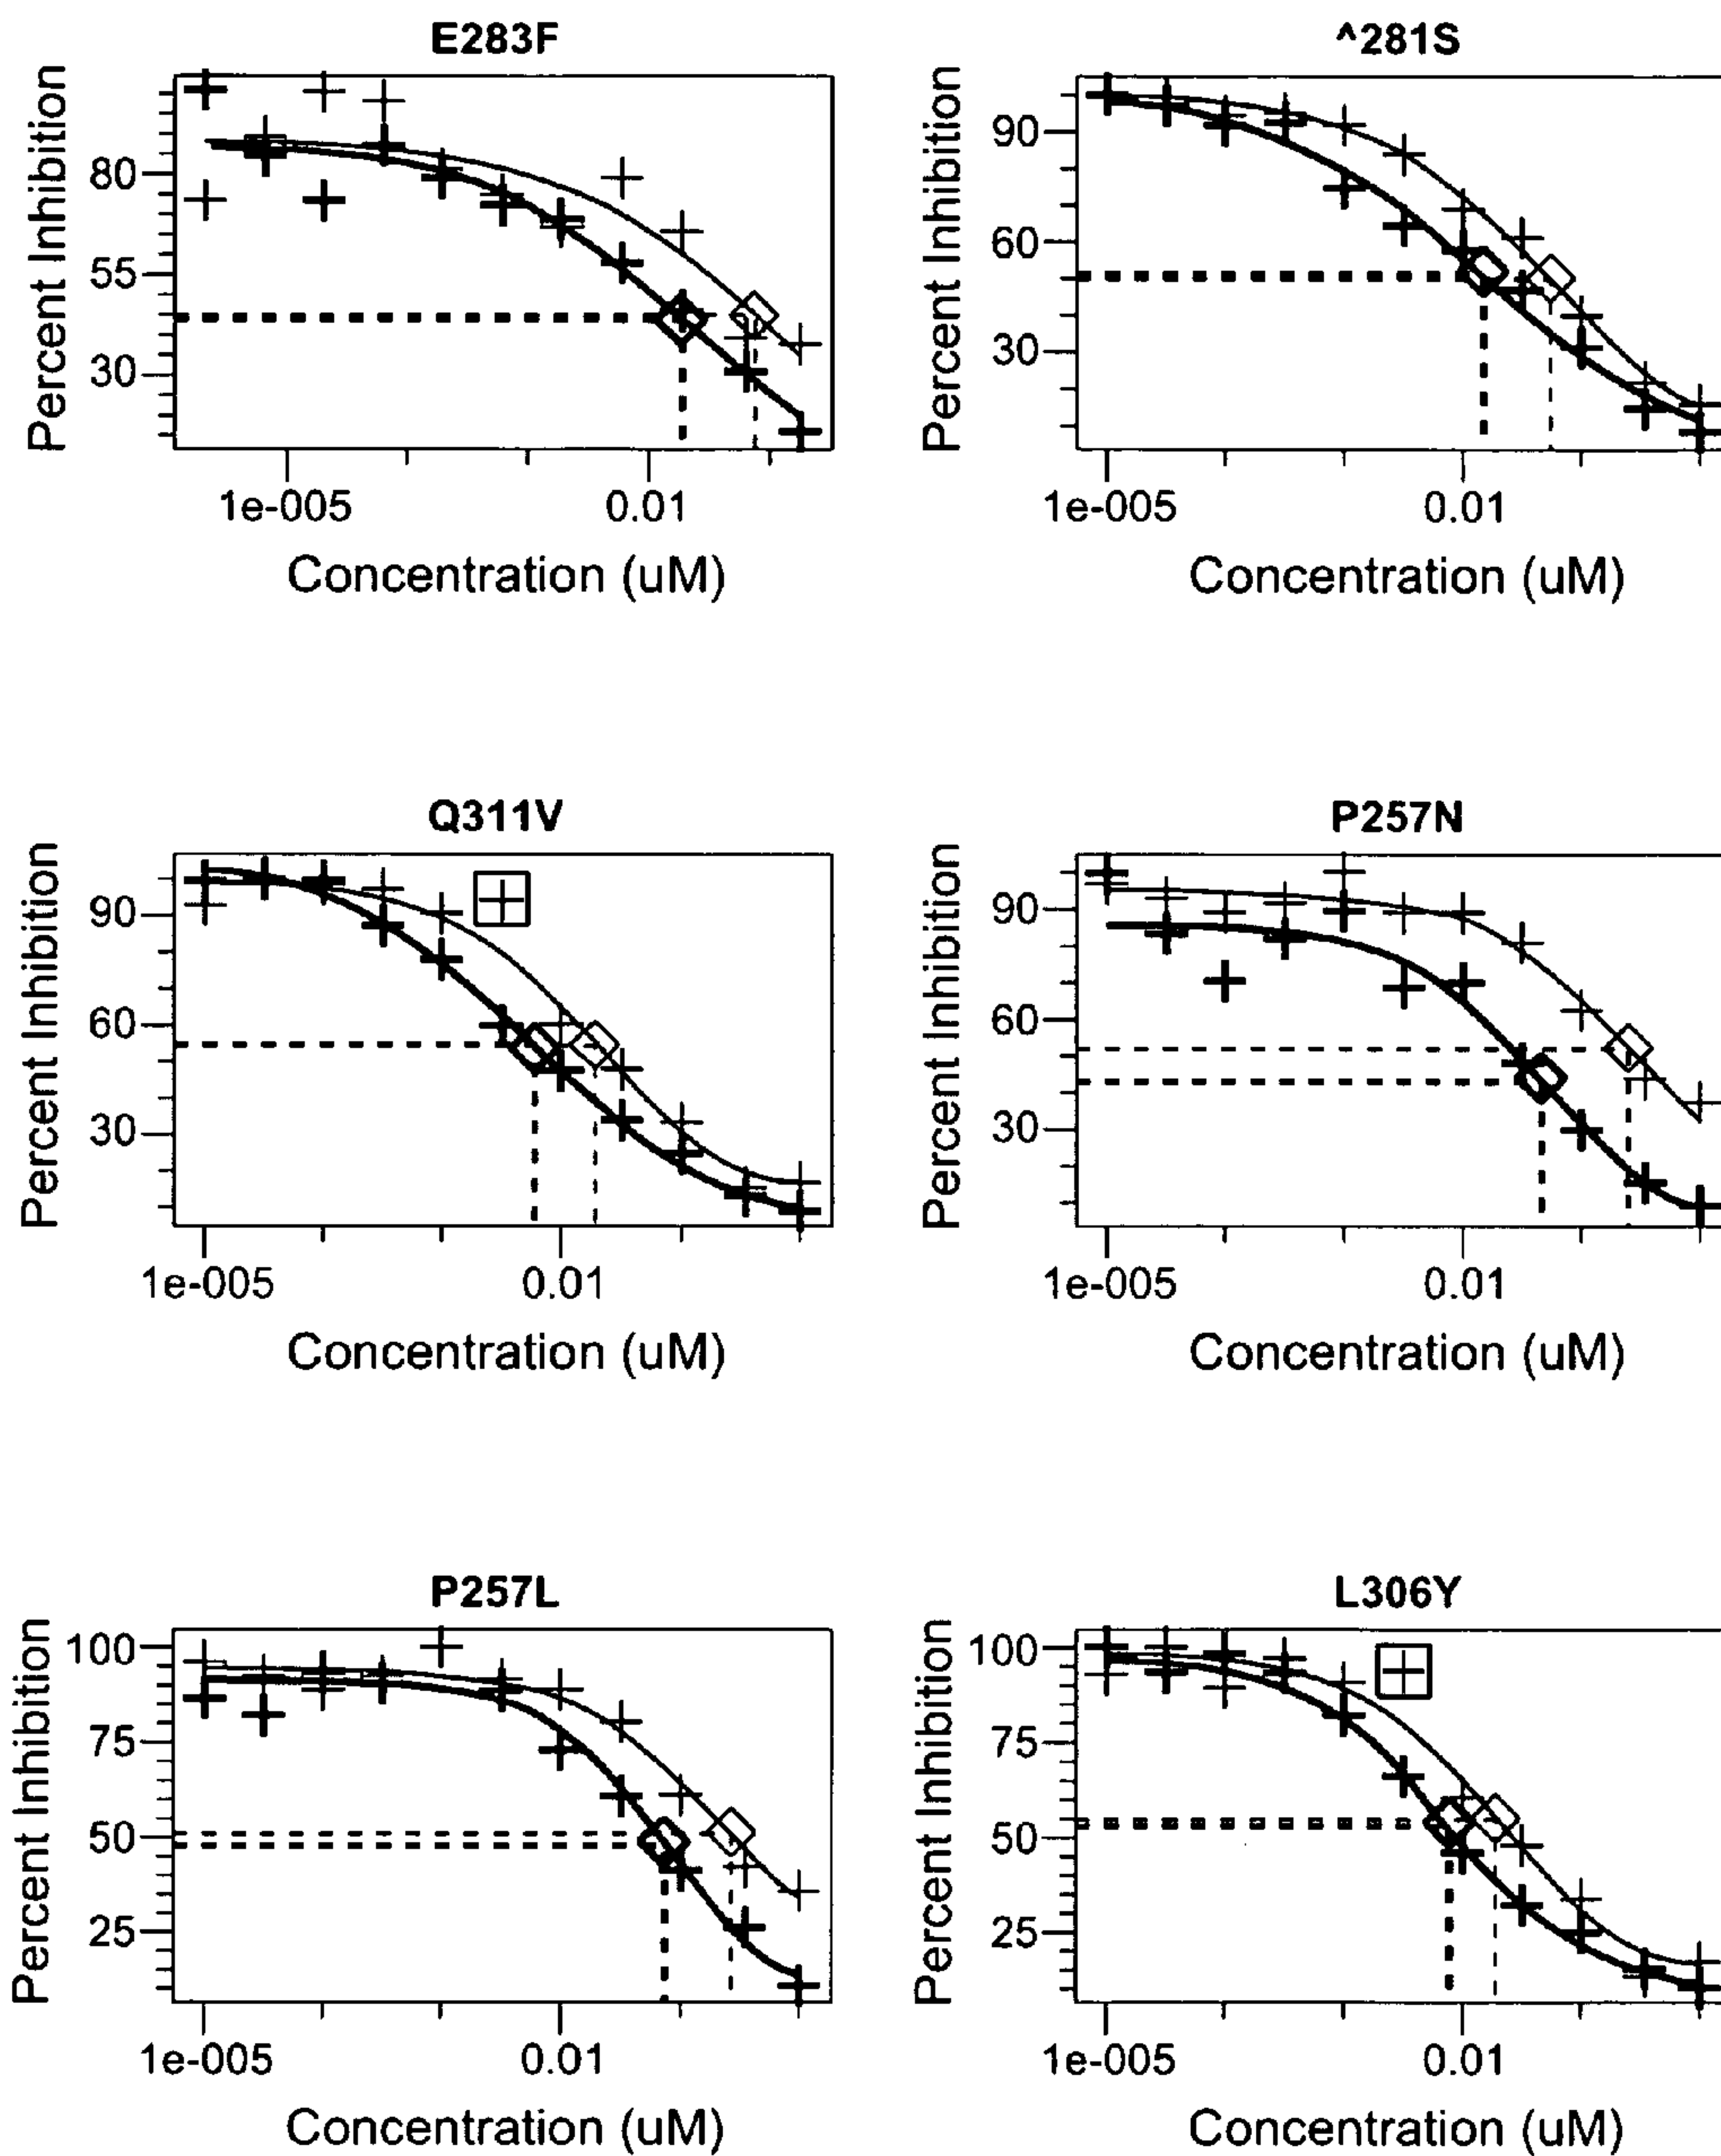 E283F
Percent Inhibition
80
55
30
1e-005
0.01
Concentration (uM)
^281S
Percent Inhibition
90
60
30
1e-005
0.01
Concentration (uM)
Q311V
Percent Inhibition
90
60
30
1e-005
0.01
Concentration (uM)
P257N
Percent Inhibition
90
60
30
1e-005
0.01
Concentration (uM)
P257L
Percent Inhibition
100
75
50
25
1e-005
0.01
Concentration (uM)
L306Y
Percent Inhibition
100
75
50
25
1e-005
0.01
Concentration (uM)